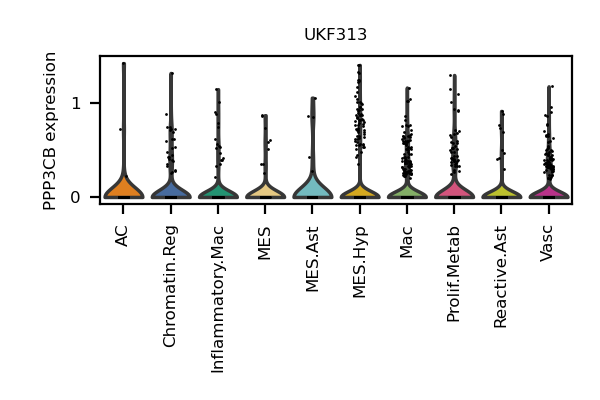 UKF313
PPP3CB expression
1
0
AC
Chromatin.Reg
Inflammatory.Mac
MES
MES.Ast
MES.Hyp
Mac
Prolif.Metab
Reactive.Ast
Vasc